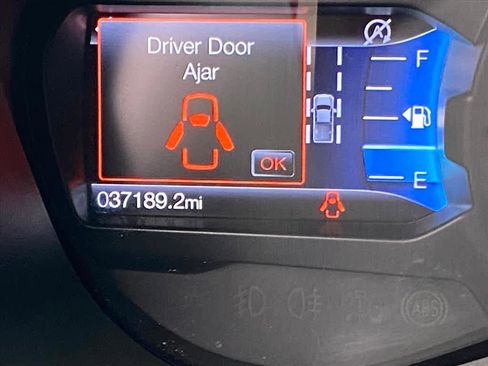 Driver Door
Ajar
OK
A
F
E
037189.2mi
ABS